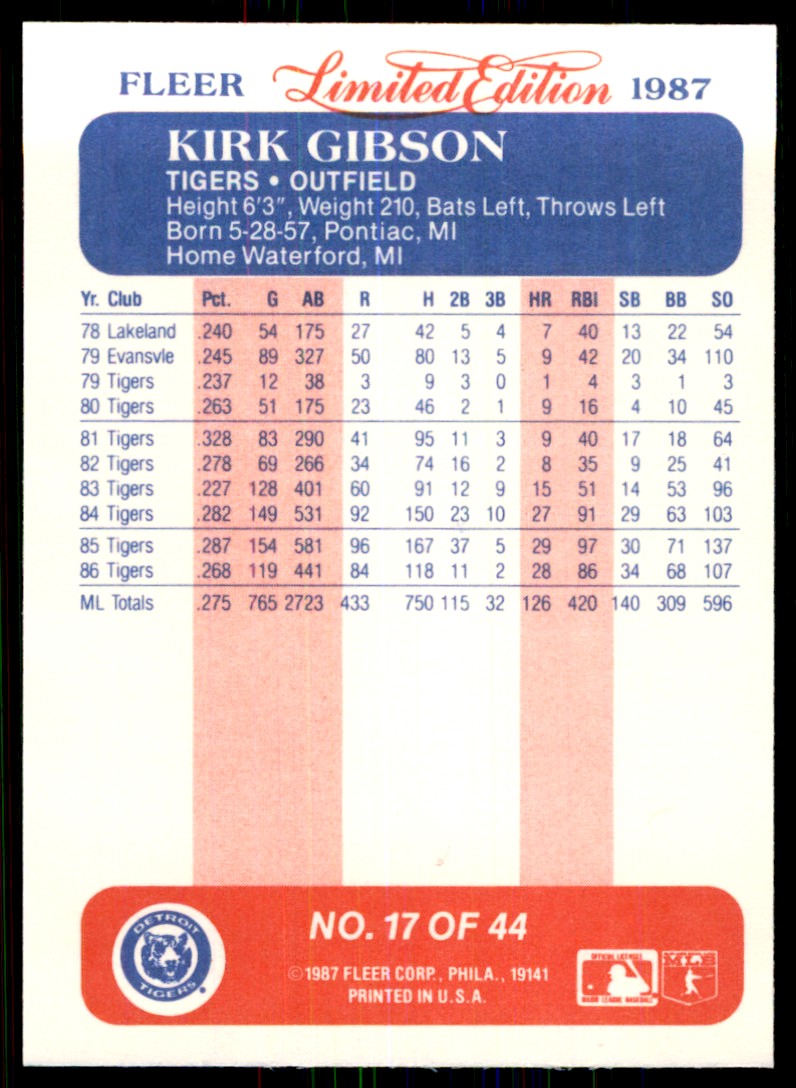 FLEER Limited Edition 1987
KIRK GIBSON
TIGERS • OUTFIELD
Height 6'3", Weight 210, Bats Left, Throws Left
Born 5-28-57, Pontiac, MI
Home Waterford, MI
Yr. Club Pct. G AB R H 2B 3B HR RBI SB BB SO
78 Lakeland .240 54 175 27 42 5 4 7 40 13 22 54
79 Evansvle .245 89 327 50 80 13 5 9 42 20 34 110
79 Tigers .237 12 38 3 9 3 0 1 4 3 1 3
80 Tigers .263 51 175 23 46 2 1 9 16 4 10 45
81 Tigers .328 83 290 41 95 11 3 9 40 17 18 64
82 Tigers .278 69 266 34 74 16 2 8 35 9 25 41
83 Tigers .227 128 401 60 91 12 9 15 51 14 53 96
84 Tigers .282 149 531 92 150 23 10 27 91 29 63 103
85 Tigers .287 154 581 96 167 37 5 29 97 30 71 137
86 Tigers .268 119 441 84 118 11 2 28 86 34 68 107
ML Totals .275 765 2723 433 750 115 32 126 420 140 309 596
NO. 17 OF 44
DETROIT
TIGERS ®
©1987 FLEER CORP., PHILA., 19141
PRINTED IN U.S.A.
OFFICIAL LICENSEE
MAJOR LEAGUE BASEBALL